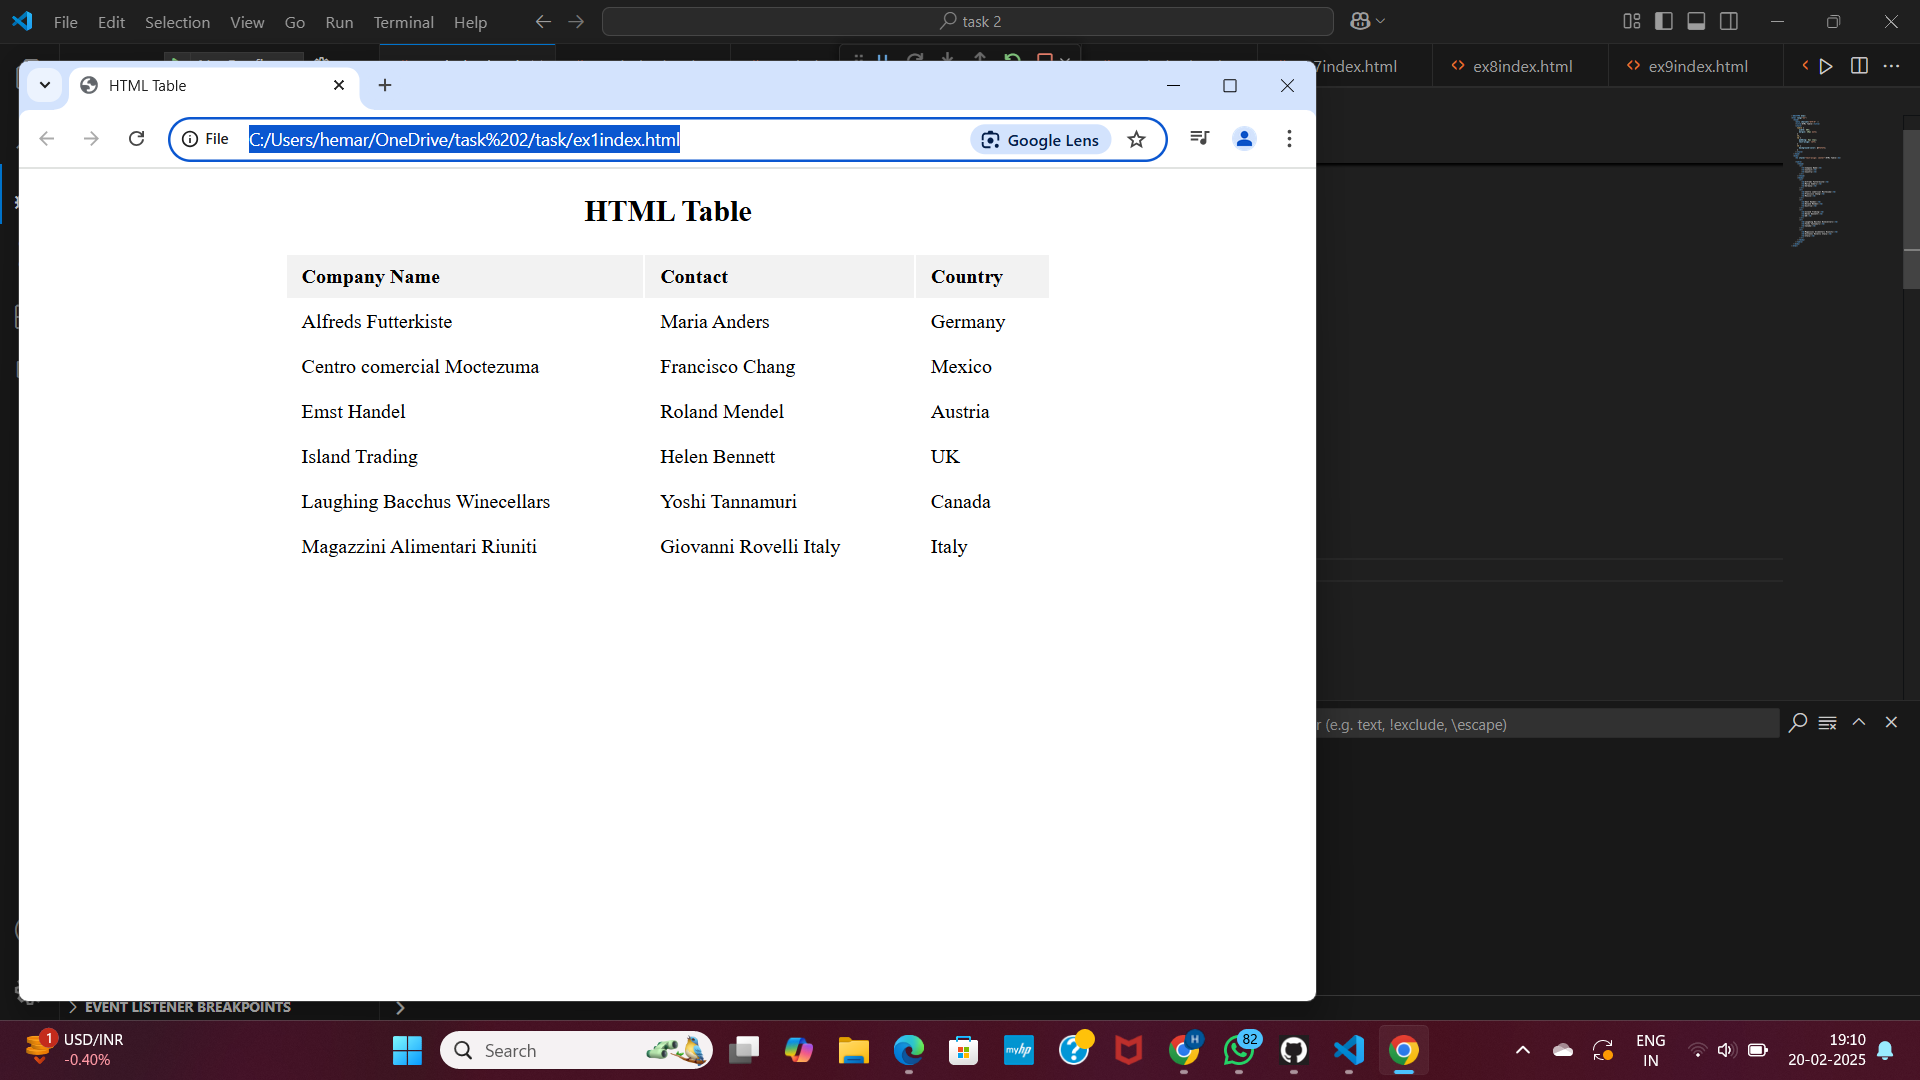 File Edit Selection View Go Run Terminal Help
task 2
7index.html
ex8index.html
ex9index.html
HTML Table
File C:/Users/hemar/OneDrive/task%202/task/ex1index.html
Google Lens
HTML Table
Company Name Contact Country
Alfreds Futterkiste Maria Anders Germany
Centro comercial Moctezuma Francisco Chang Mexico
Emst Handel Roland Mendel Austria
Island Trading Helen Bennett UK
Laughing Bacchus Winecellars Yoshi Tannamuri Canada
Magazzini Alimentari Riuniti Giovanni Rovelli Italy Italy
r (e.g. text, !exclude, \escape)
EVENT LISTENER BREAKPOINTS
1
USD/INR
-0.40%
Search
myhp
H
82
ENG
IN
19:10
20-02-2025